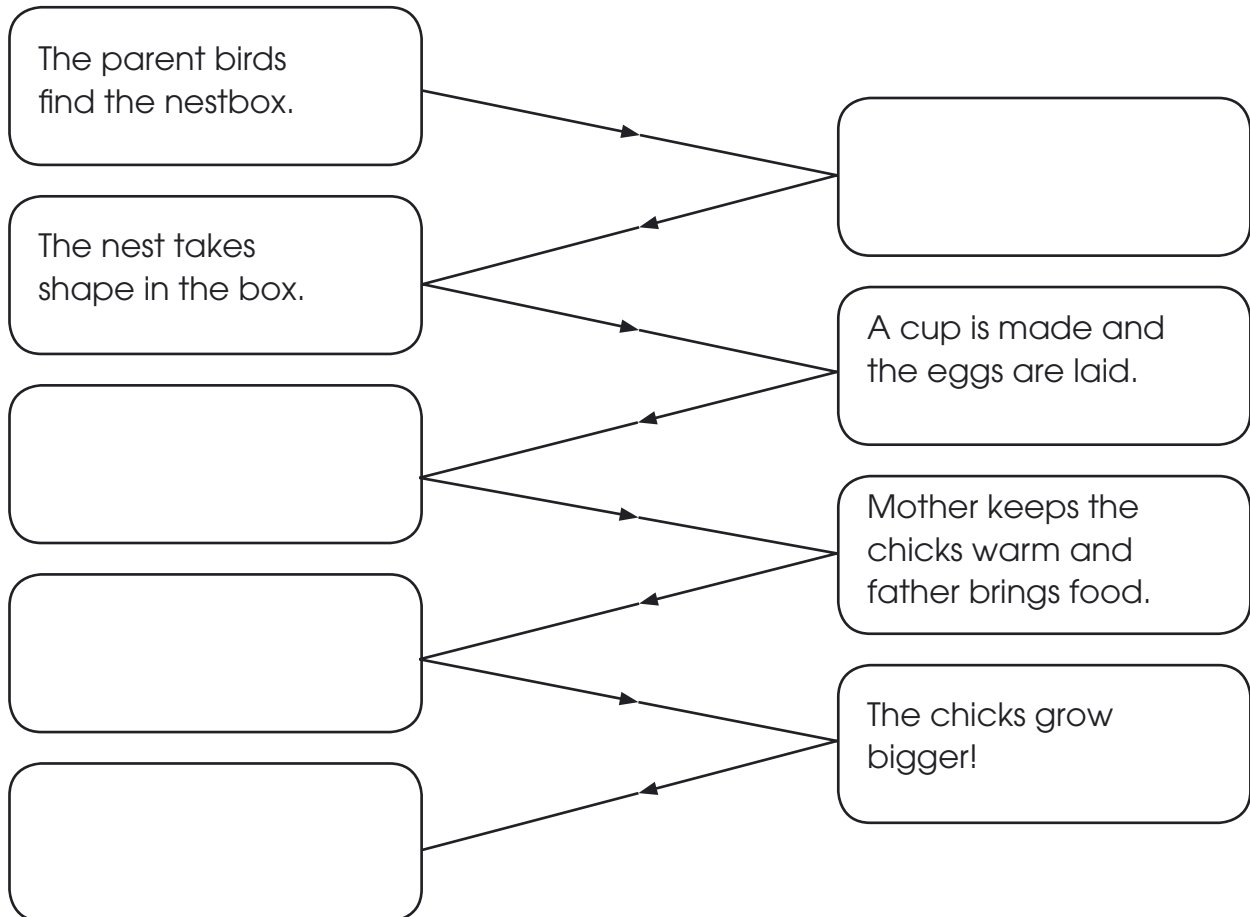 The parent birds
find the nestbox.
The nest takes
shape in the box.
A cup is made and
the eggs are laid.
Mother keeps the
chicks warm and
father brings food.
The chicks grow
bigger!